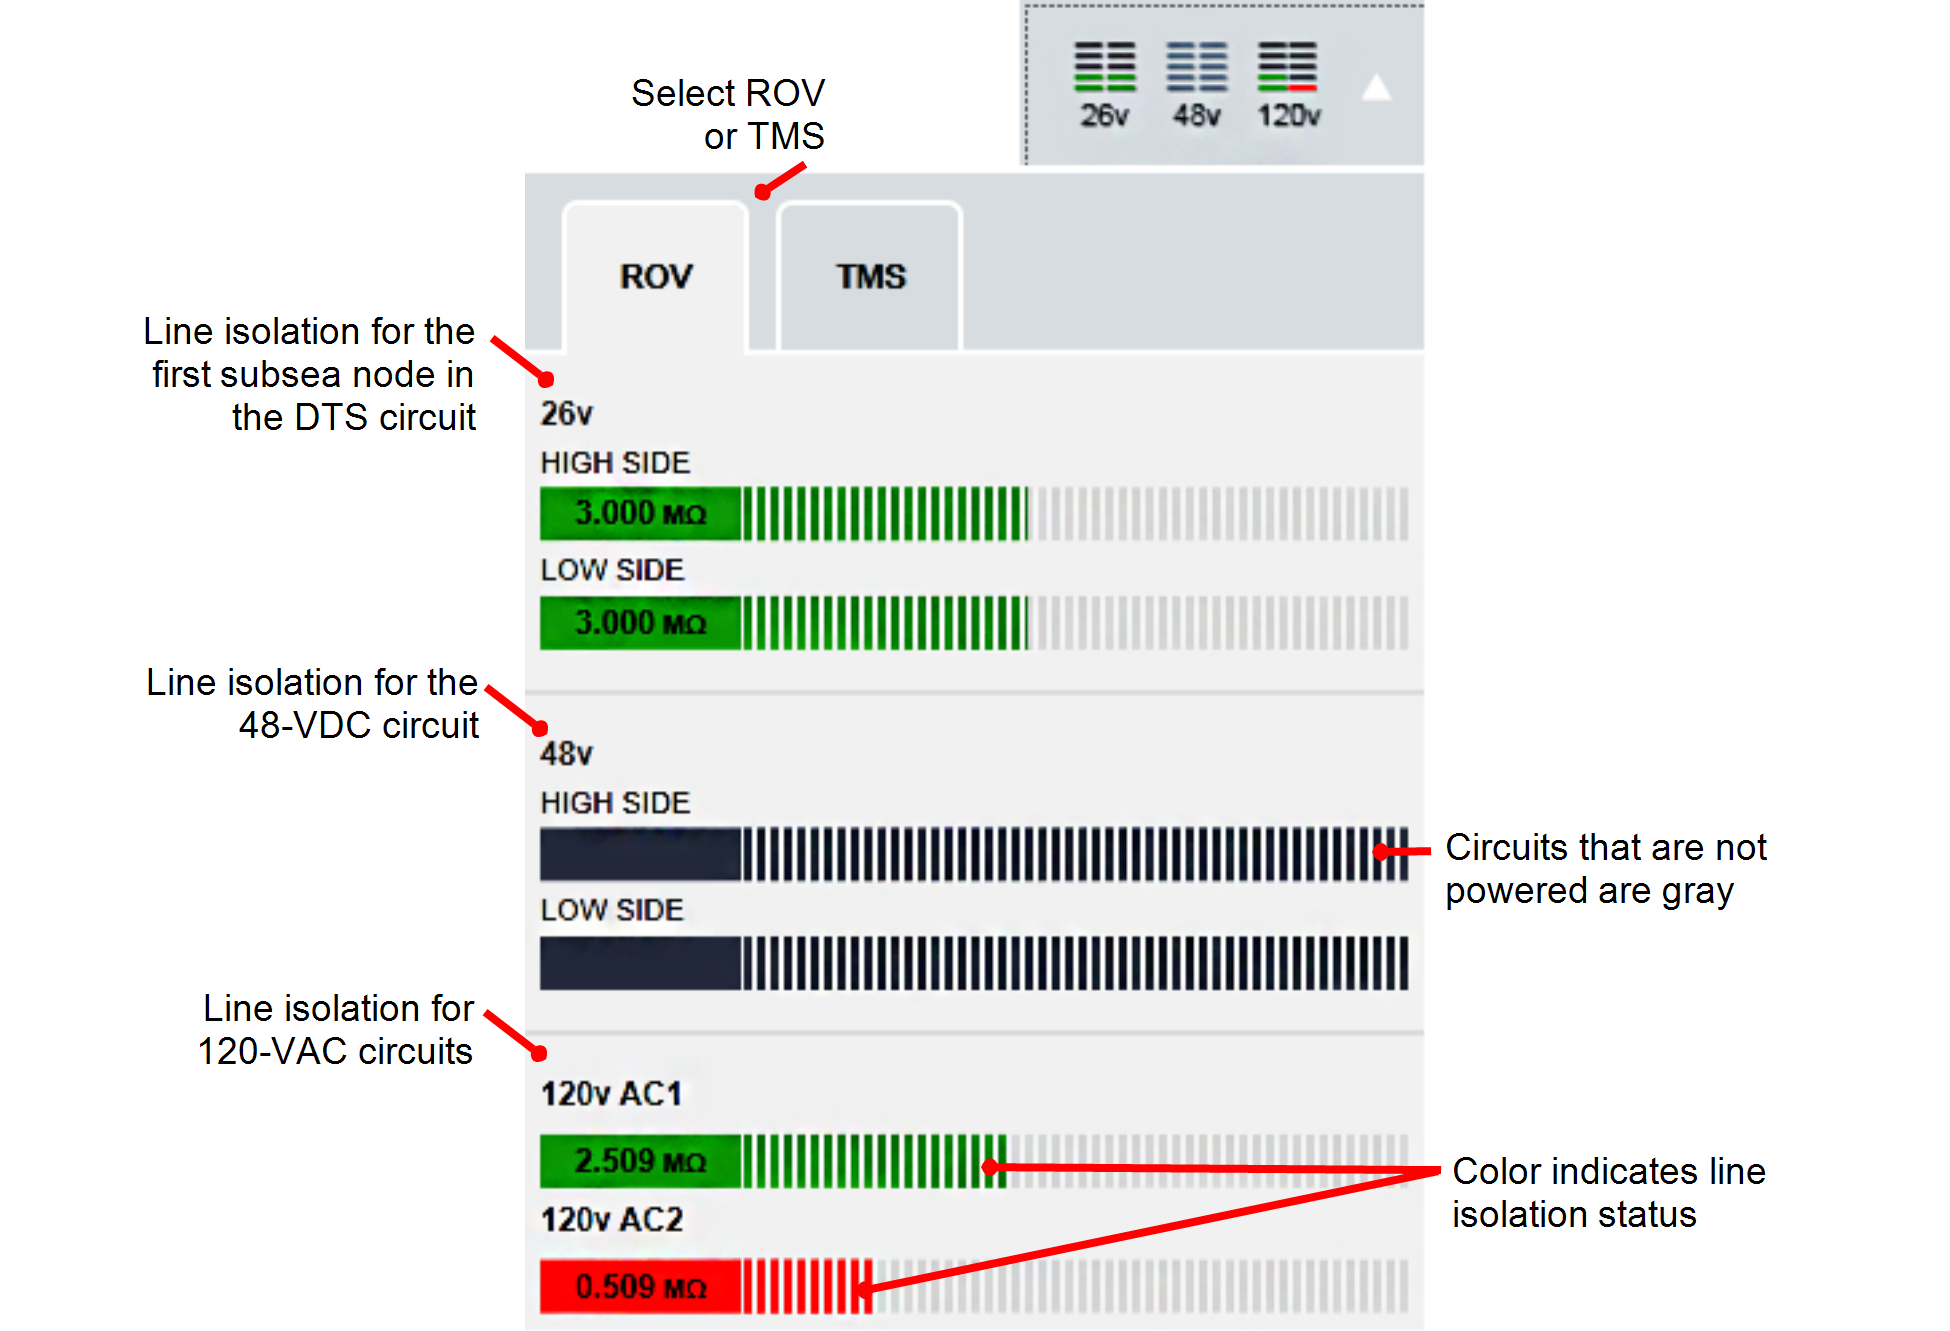 26v 48v 120v
Select ROV
or TMS
ROV TMS
Line isolation for the
first subsea node in
the DTS circuit
26v
HIGH SIDE
3.000 MΩ
LOW SIDE
3.000 MΩ
Line isolation for the
48-VDC circuit
48v
HIGH SIDE
Circuits that are not
powered are gray
LOW SIDE
Line isolation for
120-VAC circuits
120v AC1
2.509 MΩ
Color indicates line
isolation status
120v AC2
0.509 MΩ